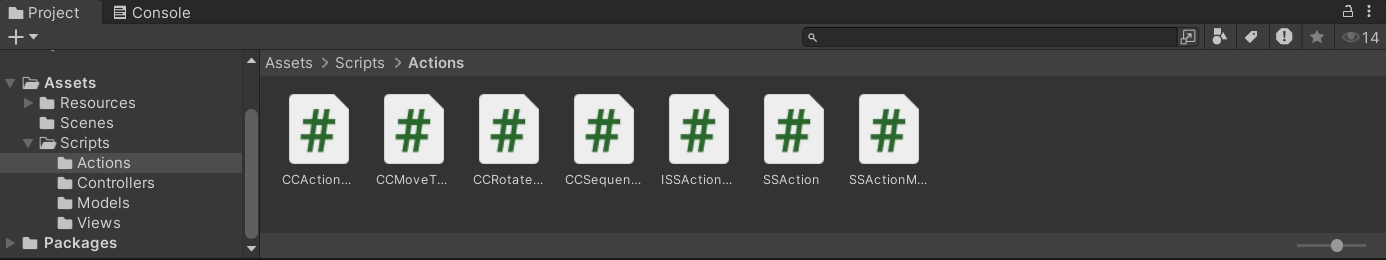 Project Console
14
Assets > Scripts > Actions
Assets
Resources
Scenes
Scripts
Actions
Controllers
Models
Views
Packages
CCAction... CCMoveT... CCRotate... CCSequen... ISSAction... SSAction SSActionM...